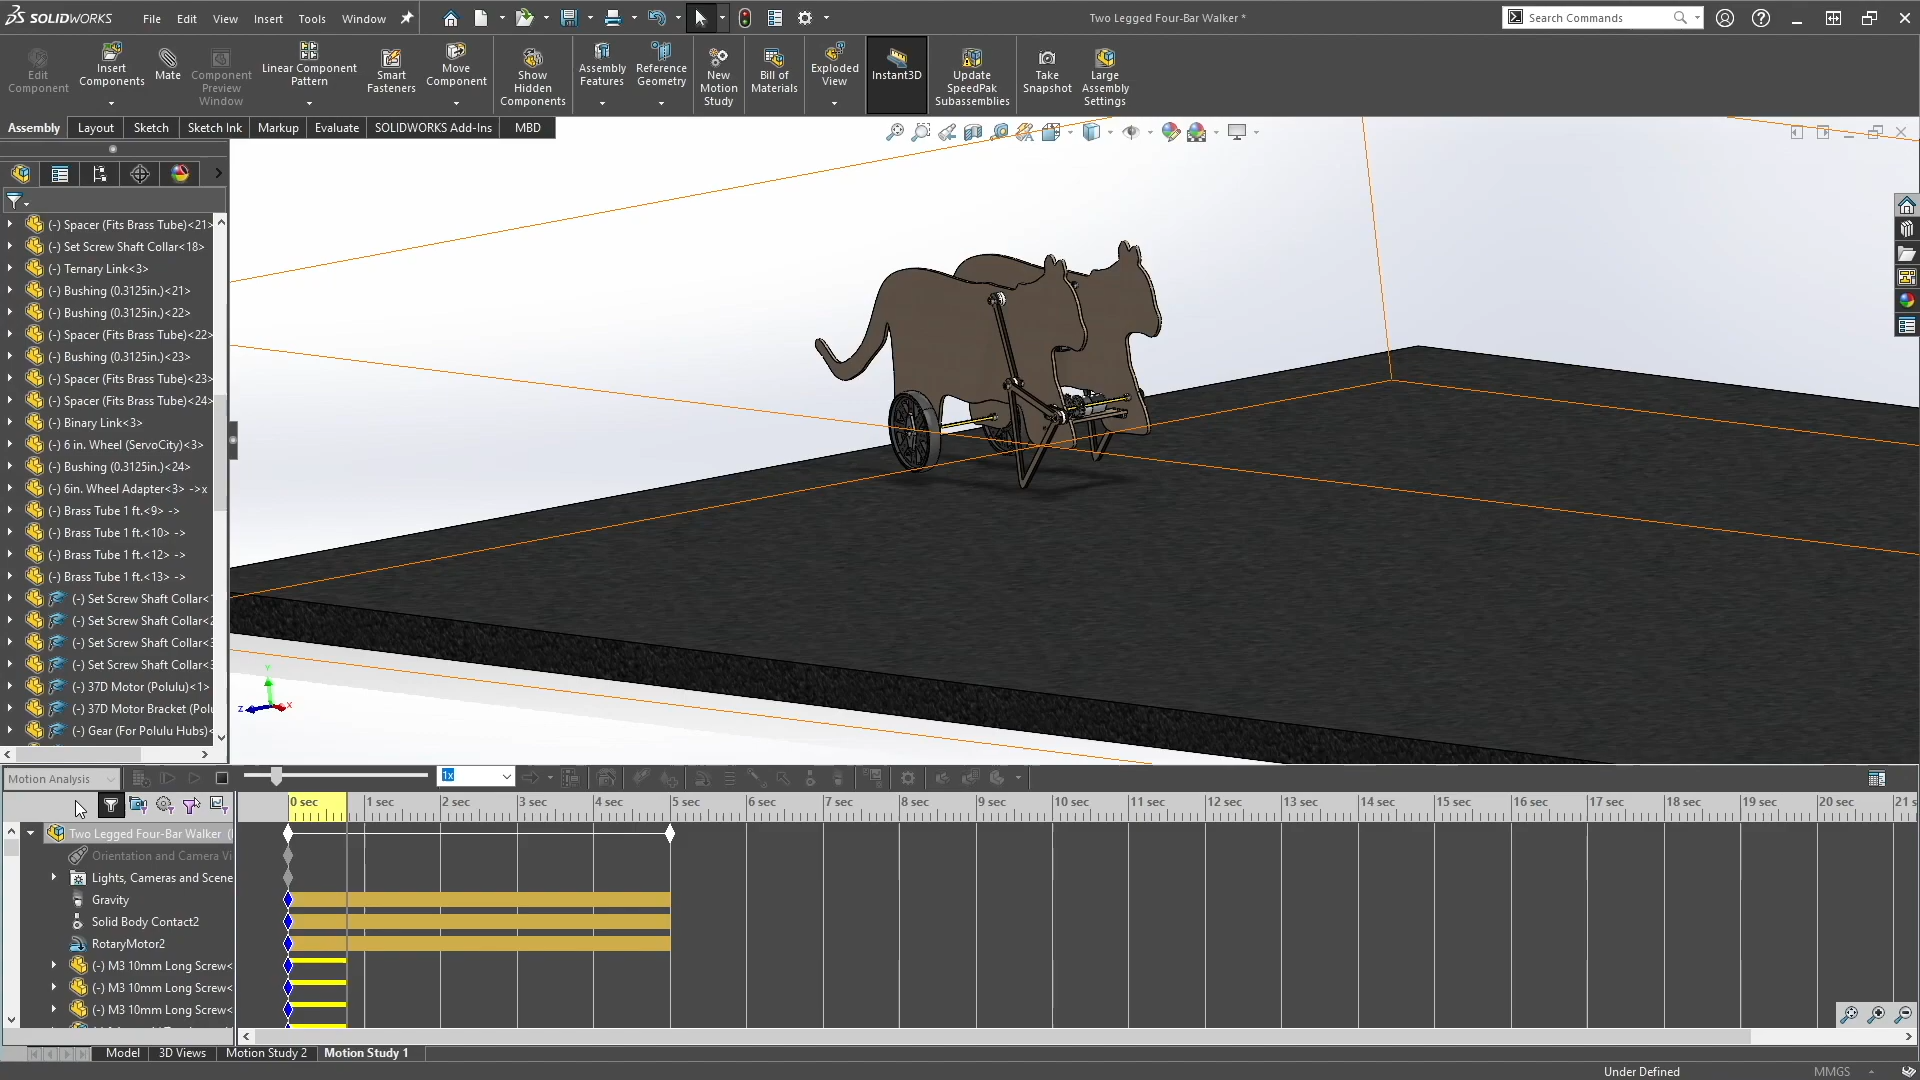 SOLIDWORKS
File Edit View Insert Tools Window
Two Legged Four-Bar Walker *
Search Commands
Edit Component
Insert Components
Mate
Component Preview Window
Linear Component Pattern
Smart Fasteners
Move Component
Show Hidden Components
Assembly Features
Reference Geometry
New Motion Study
Bill of Materials
Exploded View
Instant3D
Update SpeedPak Subassemblies
Take Snapshot
Large Assembly Settings
Assembly Layout Sketch Sketch Ink Markup Evaluate SOLIDWORKS Add-Ins MBD
(-) Spacer (Fits Brass Tube)<21>
(-) Set Screw Shaft Collar<18>
(-) Ternary Link<3>
(-) Bushing (0.3125in.)<21>
(-) Bushing (0.3125in.)<22>
(-) Spacer (Fits Brass Tube)<22>
(-) Bushing (0.3125in.)<23>
(-) Spacer (Fits Brass Tube)<23>
(-) Spacer (Fits Brass Tube)<24>
(-) Binary Link<3>
(-) 6 in. Wheel (ServoCity)<3>
(-) Bushing (0.3125in.)<24>
(-) 6in. Wheel Adapter<3> ->x
(-) Brass Tube 1 ft.<9> ->
(-) Brass Tube 1 ft.<10> ->
(-) Brass Tube 1 ft.<12> ->
(-) Brass Tube 1 ft.<13> ->
(-) Set Screw Shaft Collar<
(-) Set Screw Shaft Collar<
(-) Set Screw Shaft Collar<
(-) Set Screw Shaft Collar<
(-) 37D Motor (Polulu)<1>
(-) 37D Motor Bracket (Polu
(-) Gear (For Polulu Hubs)<
Y
Z
X
Motion Analysis
1x
0 sec 1 sec 2 sec 3 sec 4 sec 5 sec 6 sec 7 sec 8 sec 9 sec 10 sec 11 sec 12 sec 13 sec 14 sec 15 sec 16 sec 17 sec 18 sec 19 sec 20 sec 21 s
Two Legged Four-Bar Walker (
Orientation and Camera Vi
Lights, Cameras and Scene
Gravity
Solid Body Contact2
RotaryMotor2
(-) M3 10mm Long Screw<
(-) M3 10mm Long Screw<
(-) M3 10mm Long Screw<
Model 3D Views Motion Study 2 Motion Study 1
Under Defined
MMGS